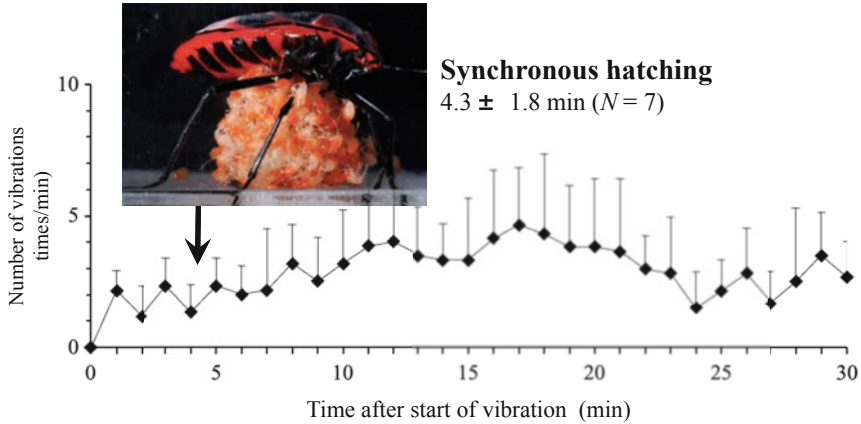 Synchronous hatching
4.3 ± 1.8 min (N = 7)
10
5
0
Number of vibrations
times/min)
0 5 10 15 20 25 30
Time after start of vibration (min)